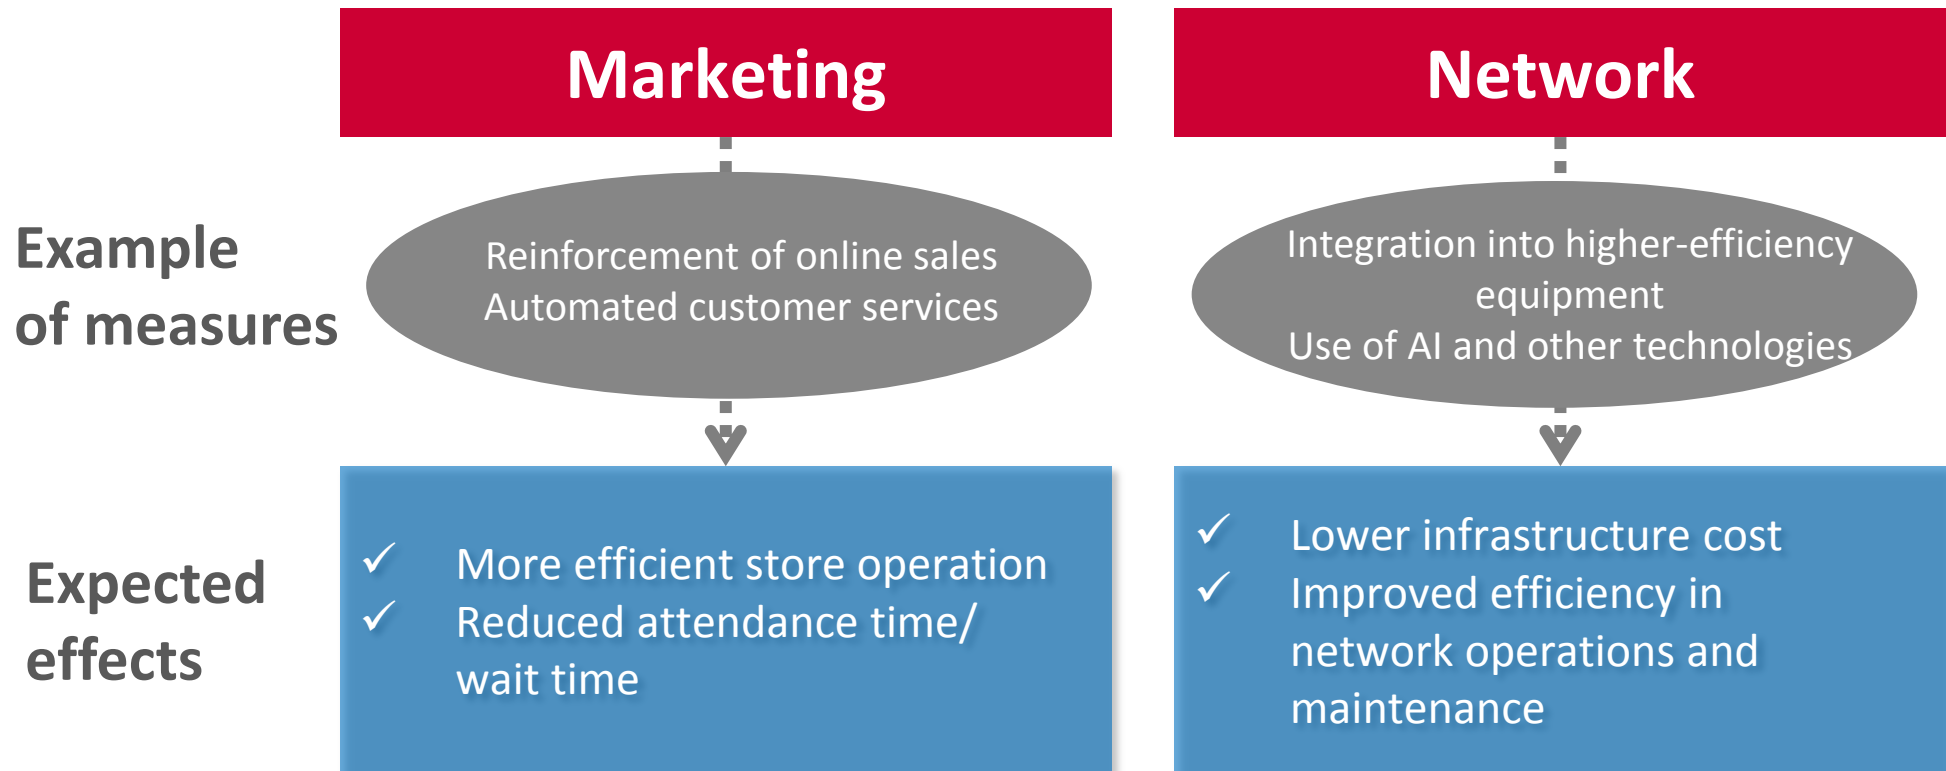 Marketing
Network
Example
of measures
Reinforcement of online sales
Automated customer services
Integration into higher-efficiency
equipment
Use of AI and other technologies
Expected
effects
✓ More efficient store operation
✓ Reduced attendance time/
wait time
✓ Lower infrastructure cost
✓ Improved efficiency in
network operations and
maintenance